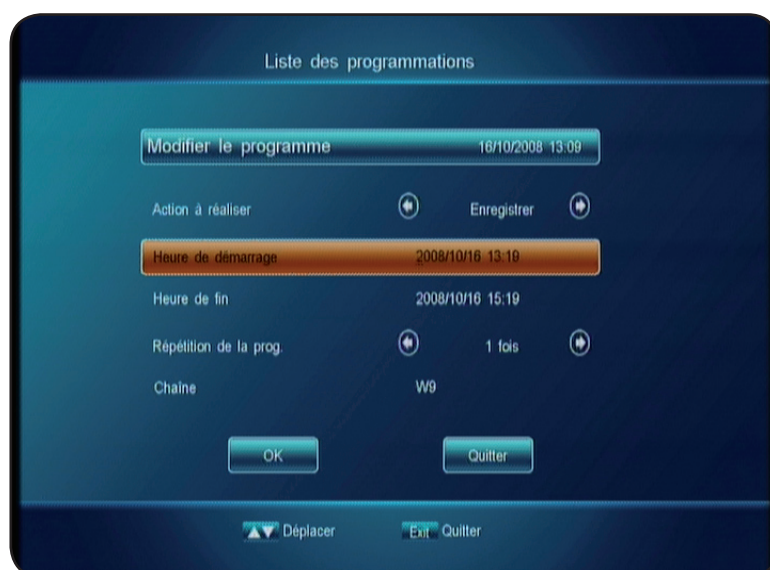 Liste des programmations
Modifier le programme 16/10/2008 13:09
Action à réaliser Enregistrer
Heure de démarrage 2008/10/16 13:19
Heure de fin 2008/10/16 15:19
Répétition de la prog. 1 fois
Chaîne W9
OK Quitter
Déplacer Exit Quitter